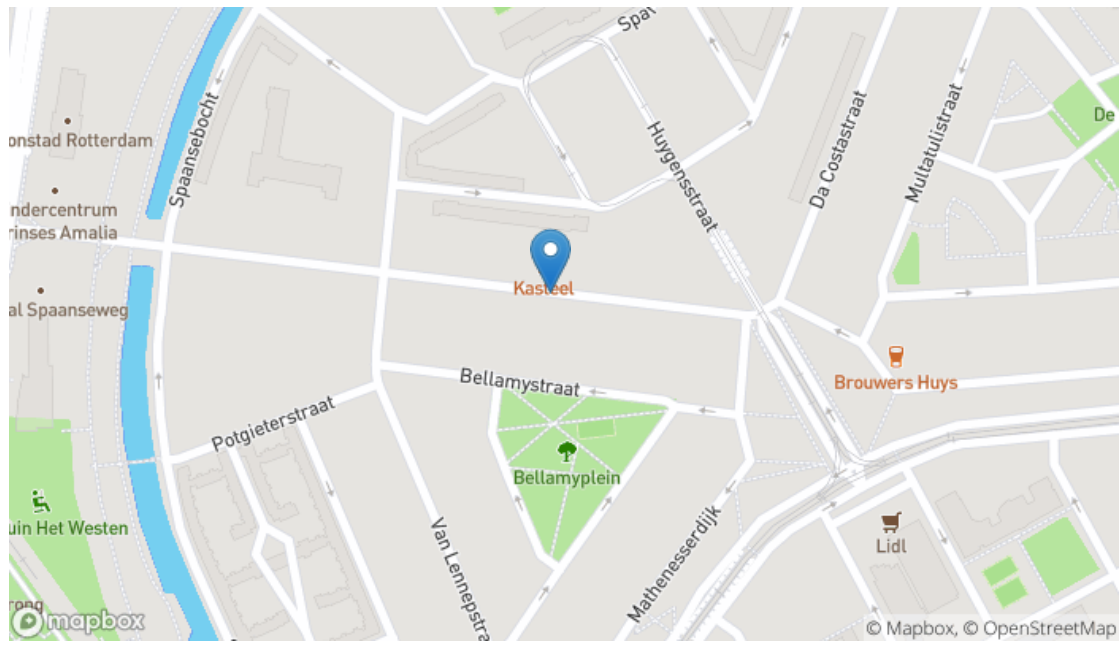 Spa
onstad Rotterdam
Spaansebocht
Huygensstraat
Da Costastraat
Multatulistraat
De
ndercentrum
rinses Amalia
al Spaanseweg
Kasteel
Brouwers Huys
Bellamystraat
Potgieterstraat
Bellamyplein
uin Het Westen
Van Lennepstra
Mathenesserdijk
Lidl
rong
mapbox
© Mapbox, © OpenStreetMap